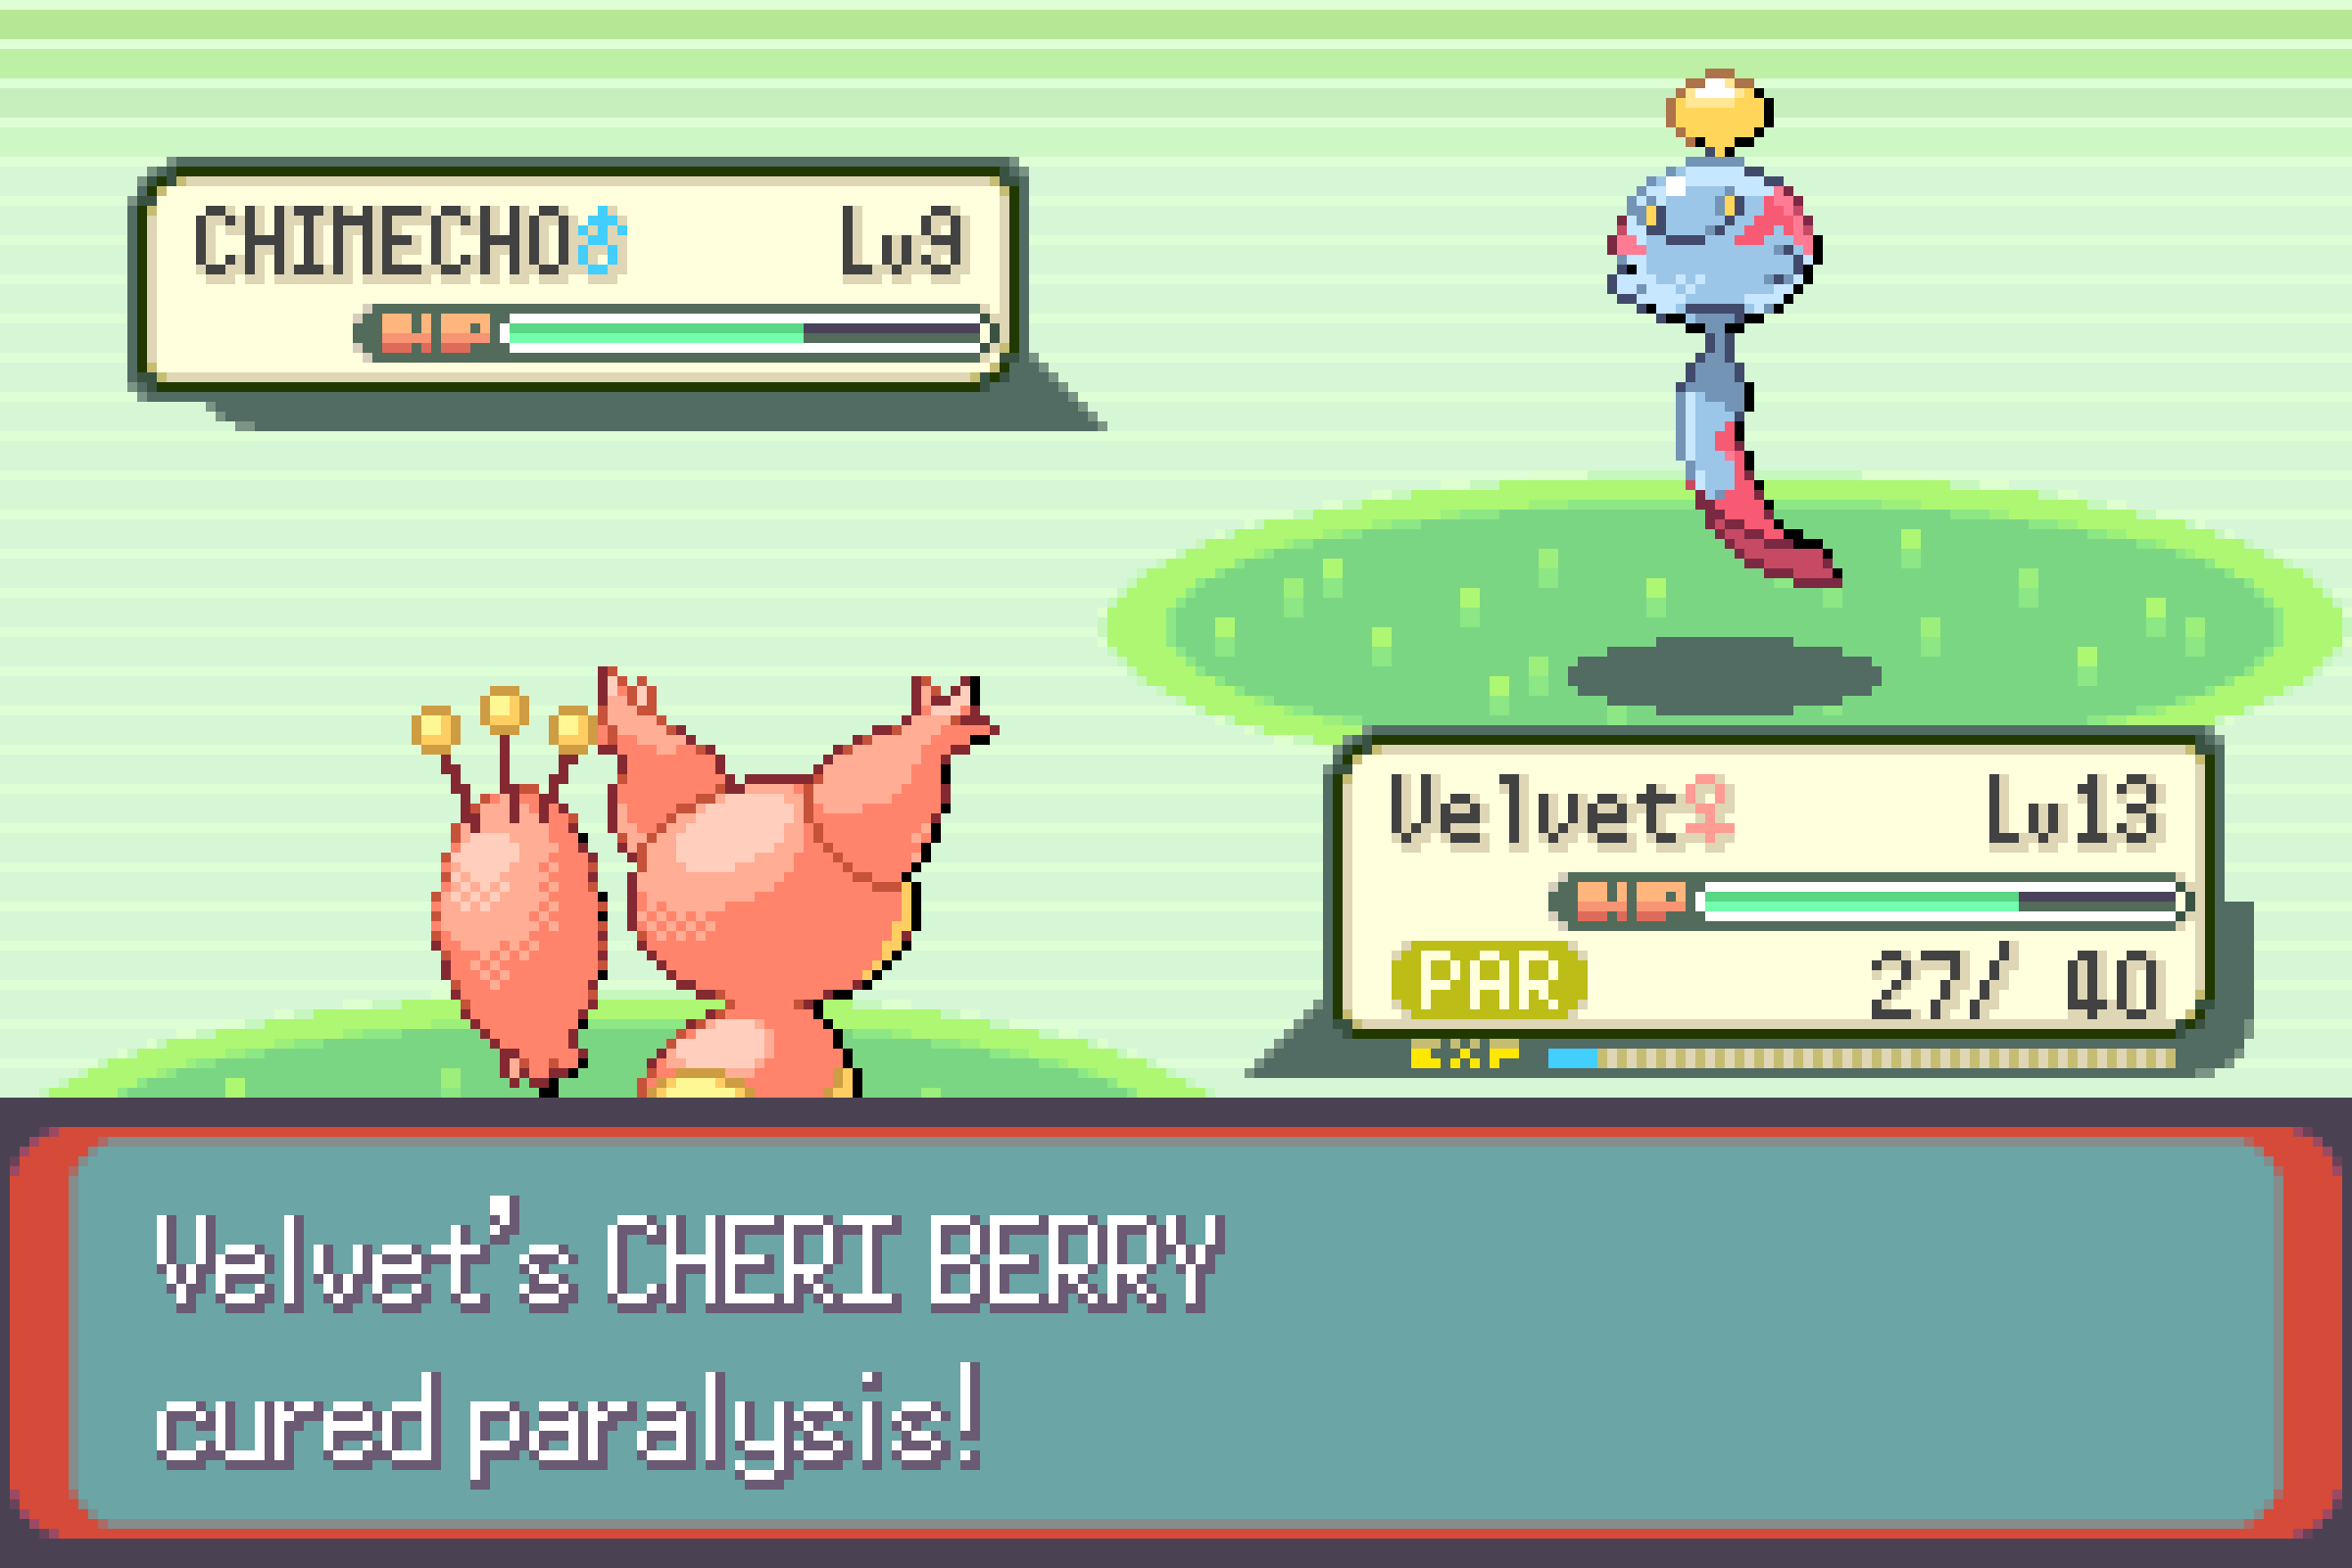 CHIMECHO♂ Lv9
HP
Velvet♀ Lv13
HP
PAR 27/ 40
EXP
Velvet's CHERI BERRY
cured paralysis!